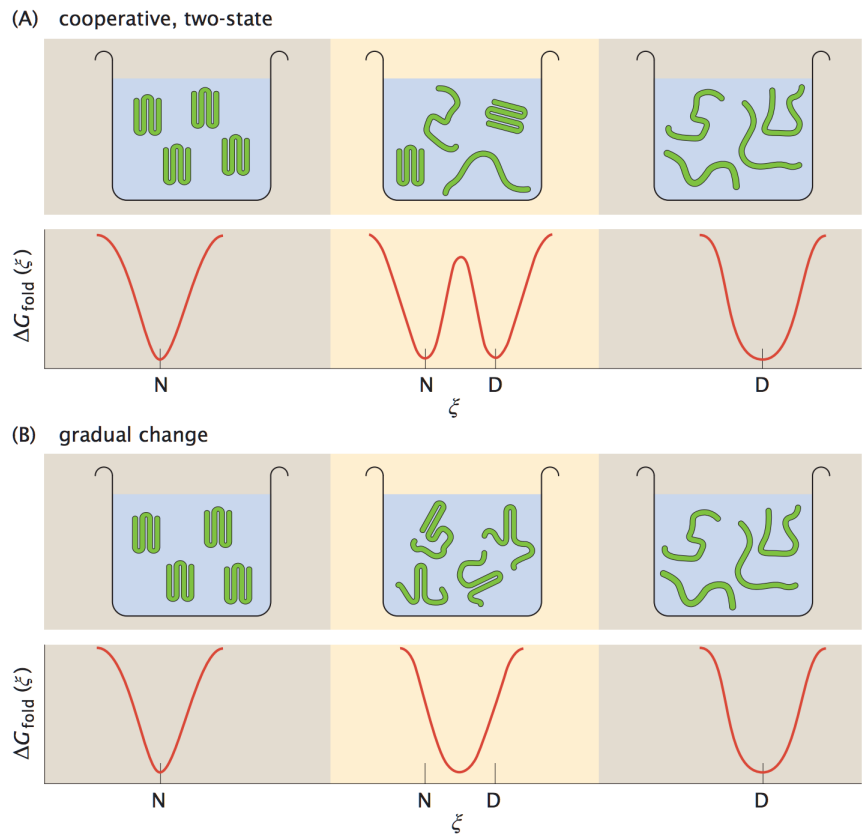 (A) cooperative, two-state
ΔG_fold (ξ)
N N D D
ξ
(B) gradual change
ΔG_fold (ξ)
N N D D
ξ